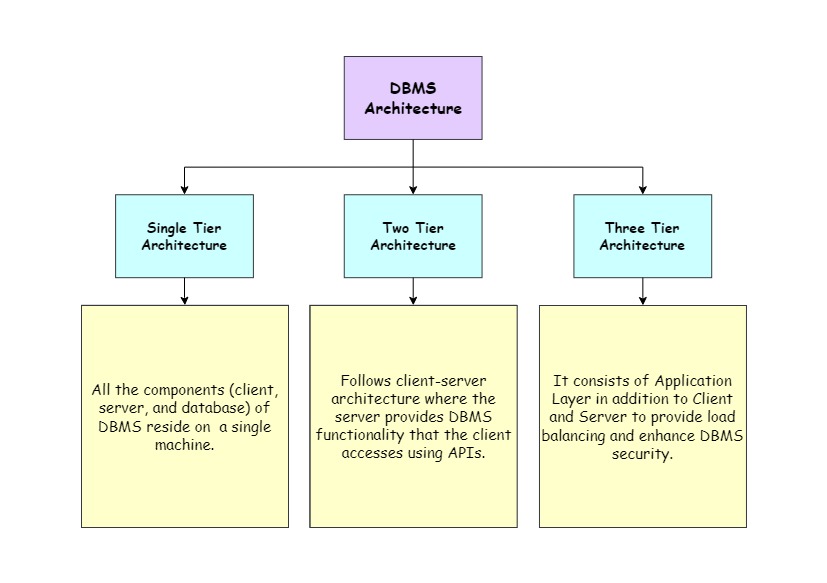 DBMS
Architecture
Single Tier
Architecture
Two Tier
Architecture
Three Tier
Architecture
All the components (client,
server, and database) of
DBMS reside on a single
machine.
Follows client-server
architecture where the
server provides DBMS
functionality that the client
accesses using APIs.
It consists of Application
Layer in addition to Client
and Server to provide load
balancing and enhance DBMS
security.